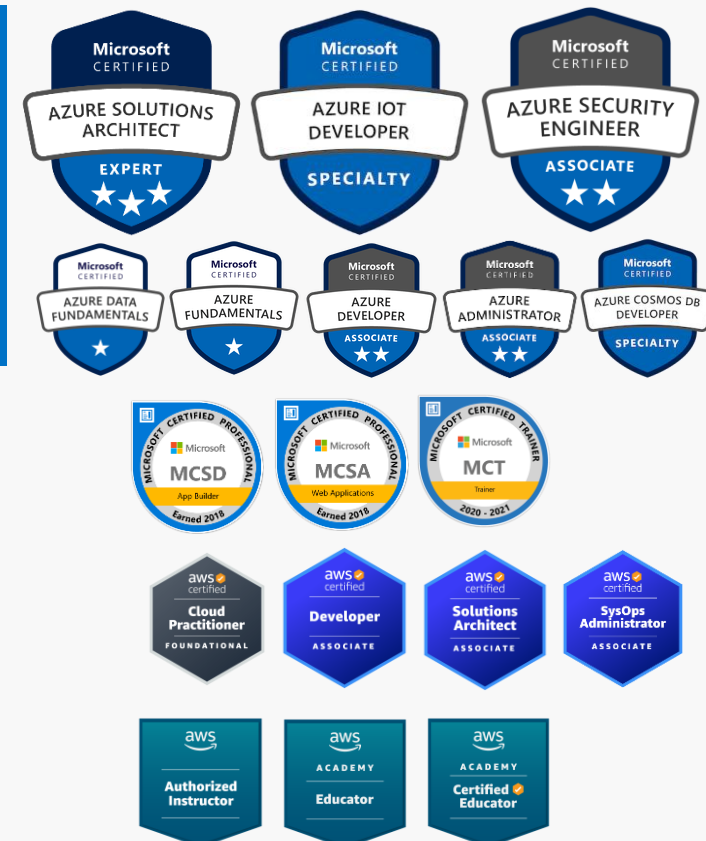 Microsoft
CERTIFIED
AZURE SOLUTIONS
ARCHITECT
EXPERT
Microsoft
CERTIFIED
AZURE IOT
DEVELOPER
SPECIALTY
Microsoft
CERTIFIED
AZURE SECURITY
ENGINEER
ASSOCIATE
Microsoft
CERTIFIED
AZURE DATA
FUNDAMENTALS
Microsoft
CERTIFIED
AZURE
FUNDAMENTALS
Microsoft
CERTIFIED
AZURE
DEVELOPER
ASSOCIATE
Microsoft
CERTIFIED
AZURE
ADMINISTRATOR
ASSOCIATE
Microsoft
CERTIFIED
AZURE COSMOS DB
DEVELOPER
SPECIALTY
MICROSOFT CERTIFIED PROFESSIONAL
Microsoft
MCSD
App Builder
Earned 2018
MICROSOFT CERTIFIED PROFESSIONAL
Microsoft
MCSA
Web Applications
Earned 2018
MICROSOFT CERTIFIED TRAINER
Microsoft
MCT
Trainer
2020 - 2021
aws
certified
Cloud
Practitioner
FOUNDATIONAL
aws
certified
Developer
ASSOCIATE
aws
certified
Solutions
Architect
ASSOCIATE
aws
certified
SysOps
Administrator
ASSOCIATE
aws
Authorized
Instructor
aws
ACADEMY
Educator
aws
ACADEMY
Certified
Educator